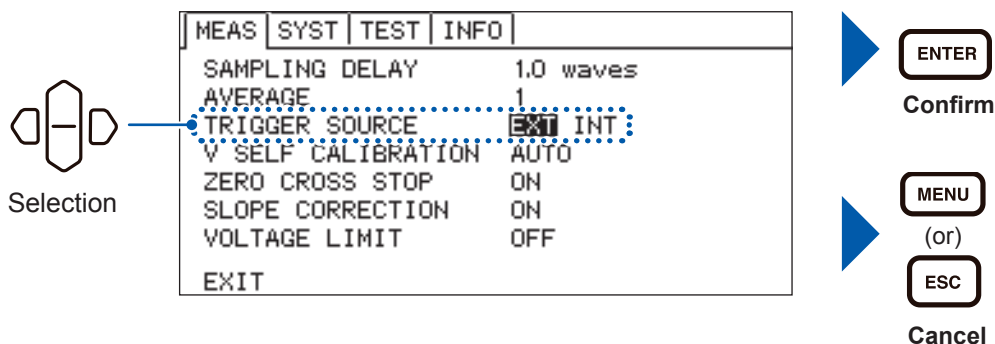 MEAS SYST TEST INFO
SAMPLING DELAY 1.0 waves
AVERAGE 1
TRIGGER SOURCE EXT INT
V SELF CALIBRATION AUTO
ZERO CROSS STOP ON
SLOPE CORRECTION ON
VOLTAGE LIMIT OFF
EXIT
Selection
ENTER
Confirm
MENU
(or)
ESC
Cancel